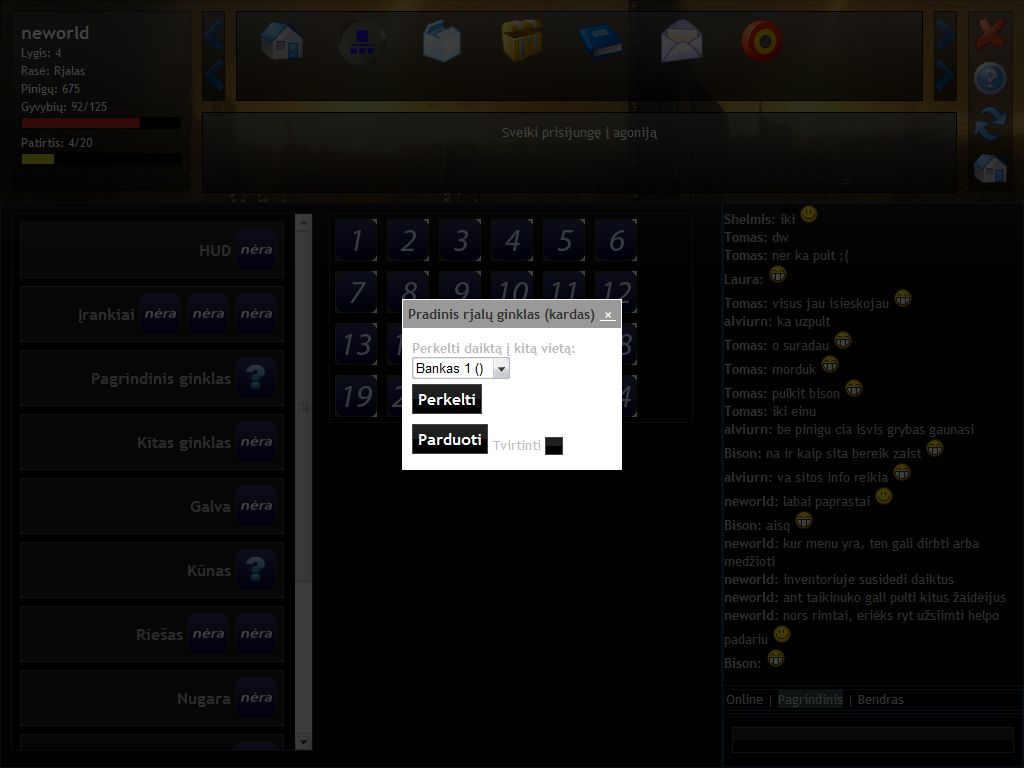 neworld
Lygis: 4
Rasė: Rjalas
Pinigų: 675
Gyvybių: 92/125
Patirtis: 4/20
Sveiki prisijungę į agoniją
HUD nėra
Įrankiai nėra nėra nėra
Pagrindinis ginklas ?
Kitas ginklas nėra
Galva nėra
Kūnas ?
Riešas nėra nėra
Nugara nėra
1 2 3 4 5 6
7 8 9 10 11 12
13
19
Pradinis rjalų ginklas (kardas) ×
Perkelti daiktą į kitą vietą:
Bankas 1 ()
Perkelti
Parduoti Tvirtinti
Shelmis: iki
Tomas: dw
Tomas: ner ka pult ;(
Laura:
Tomas: visus jau isieskojau
alviurn: ka uzpult
Tomas: o suradau
Tomas: morduk
Tomas: pulkit bison
Tomas: iki einu
alviurn: be pinigu cia isvis grybas gaunasi
Bison: na ir kaip sita bereik zaist
alviurn: va sitos info reikia
neworld: labai paprastai
Bison: aisq
neworld: kur menu yra, ten gali dirbti arba
medžioti
neworld: inventoriuje susidedi daiktus
neworld: ant taikinuko gali pulti kitus žaidėjus
neworld: nors rimtai, eriėks ryt užsiimti helpo
padariu
Bison:
Online | Pagrindinis | Bendras